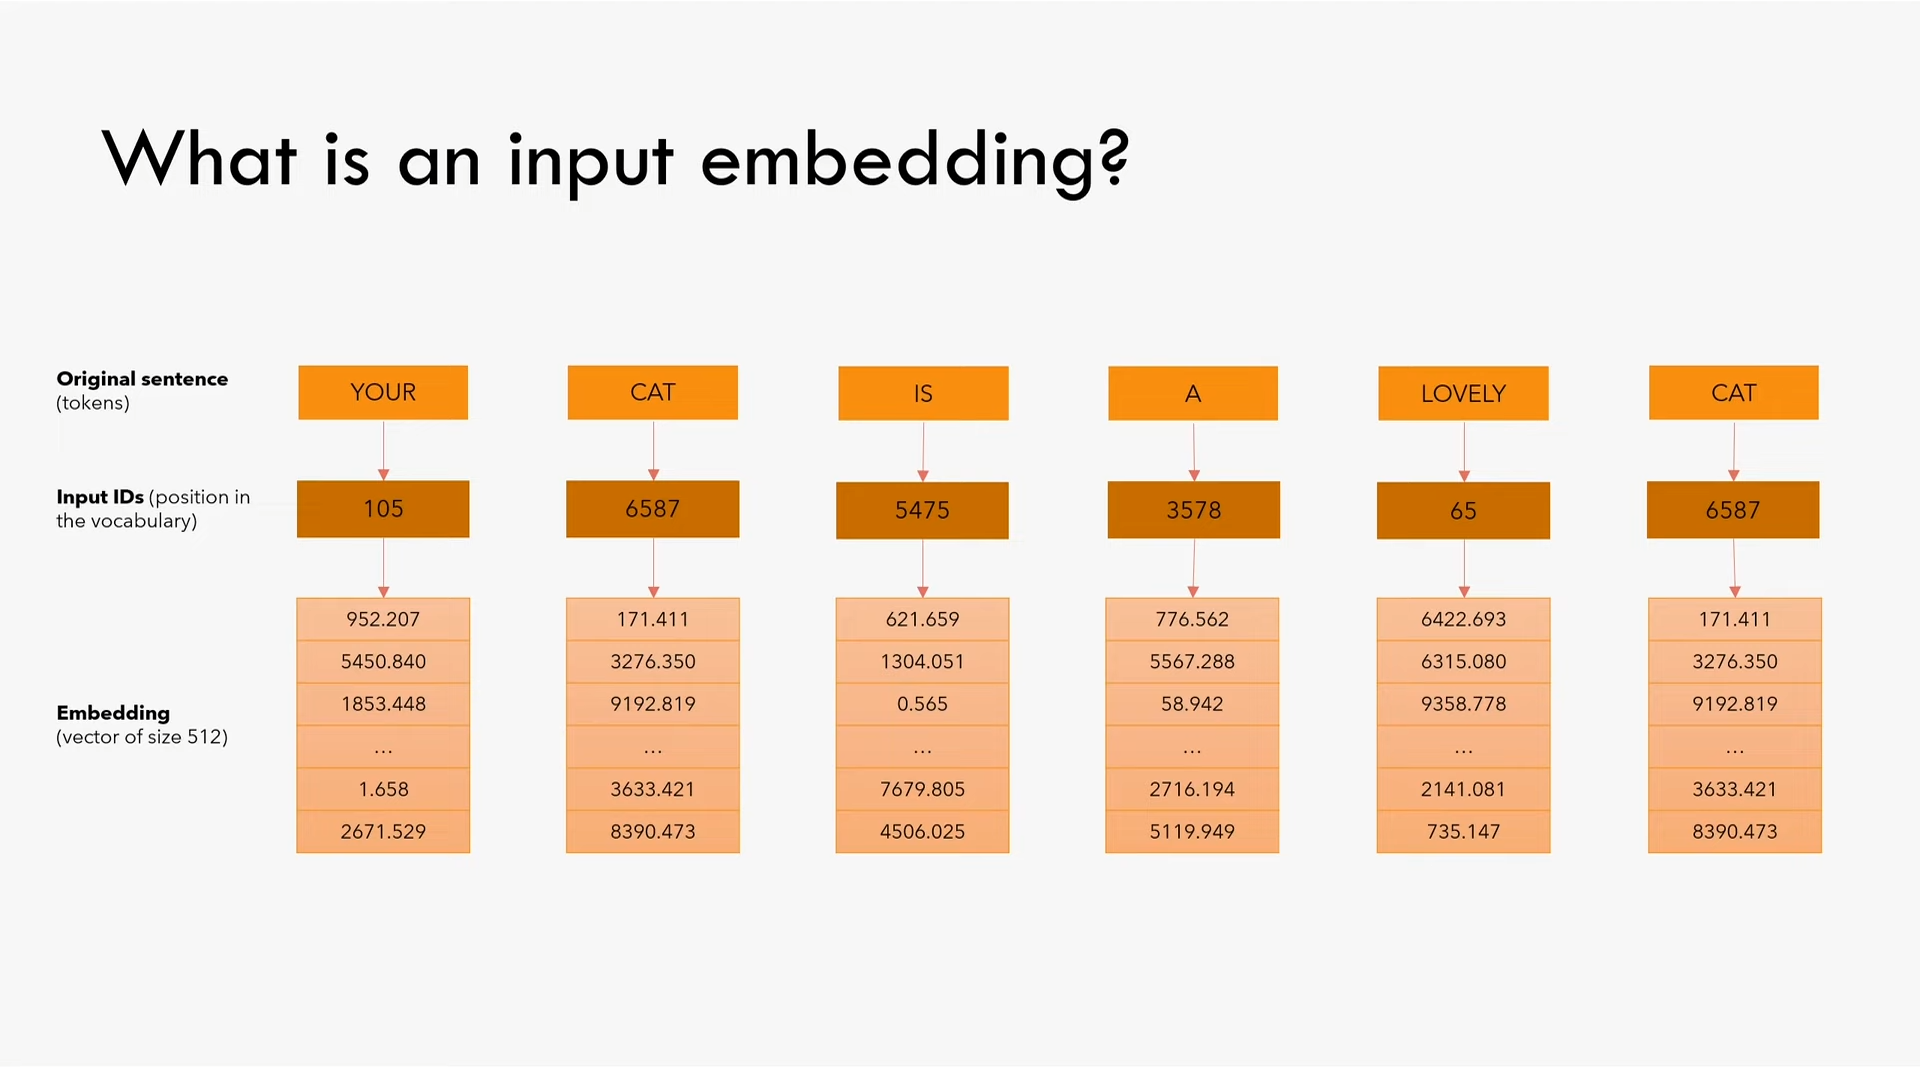 What is an input embedding?
Original sentence
(tokens)
YOUR CAT IS A LOVELY CAT
Input IDs (position in
the vocabulary)
105 6587 5475 3578 65 6587
952.207 171.411 621.659 776.562 6422.693 171.411
5450.840 3276.350 1304.051 5567.288 6315.080 3276.350
1853.448 9192.819 0.565 58.942 9358.778 9192.819
Embedding
(vector of size 512)
... ... ... ... ... ...
1.658 3633.421 7679.805 2716.194 2141.081 3633.421
2671.529 8390.473 4506.025 5119.949 735.147 8390.473